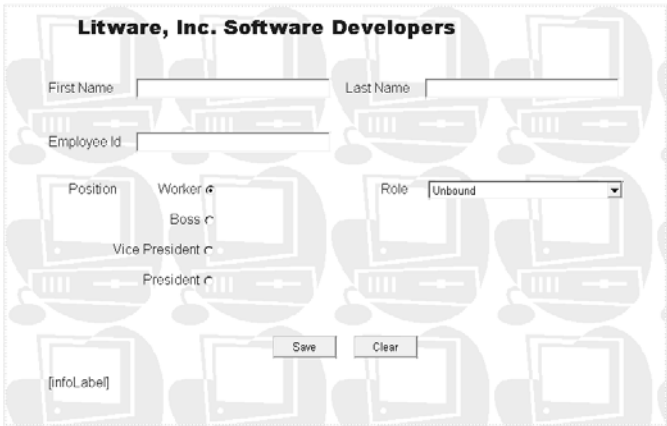 Litware, Inc. Software Developers
First Name Last Name
Employee Id
Position Worker Role Unbound
Boss
Vice President
President
Save Clear
[infoLabel]